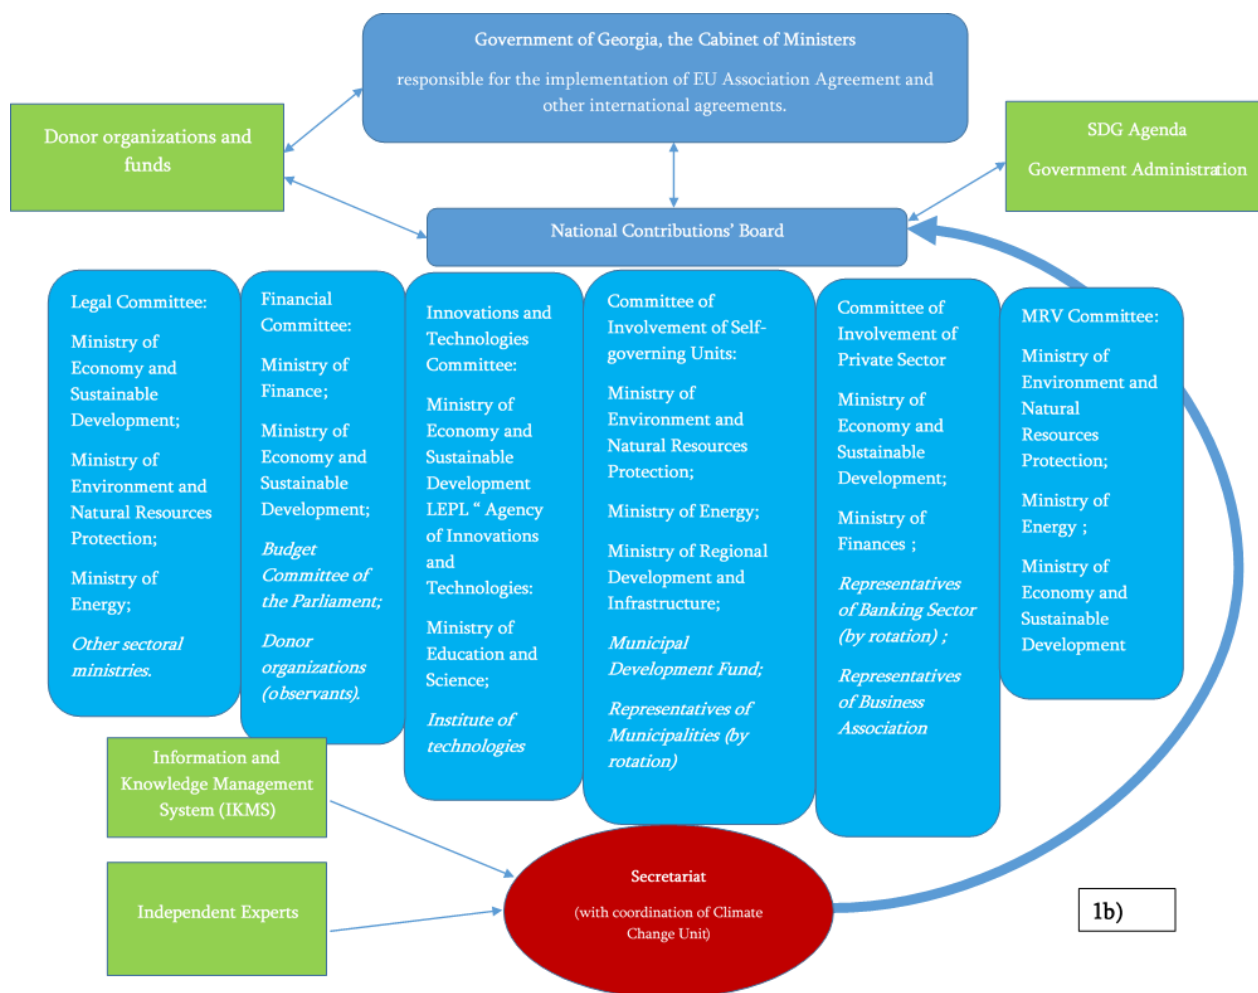 Government of Georgia, the Cabinet of Ministers
responsible for the implementation of EU Association Agreement and
other international agreements.
Donor organizations and
funds
SDG Agenda
Government Administration
National Contributions' Board
Legal Committee:
Ministry of
Economy and
Sustainable
Development;
Ministry of
Environment and
Natural Resources
Protection;
Ministry of
Energy;
Other sectoral
ministries.
Financial
Committee:
Ministry of
Finance;
Ministry of
Economy and
Sustainable
Development;
Budget
Committee of
the Parliament;
Donor
organizations
(observants).
Innovations and
Technologies
Committee:
Ministry of
Economy and
Sustainable
Development
LEPL " Agency
of Innovations
and
Technologies:
Ministry of
Education and
Science;
Institute of
technologies
Committee of
Involvement of Self-
governing Units:
Ministry of
Environment and
Natural Resources
Protection;
Ministry of Energy;
Ministry of Regional
Development and
Infrastructure;
Municipal
Development Fund;
Representatives of
Municipalities (by
rotation)
Committee of
Involvement of
Private Sector
Ministry of
Economy and
Sustainable
Development;
Ministry of
Finances ;
Representatives
of Banking Sector
(by rotation) ;
Representatives
of Business
Association
MRV Committee:
Ministry of
Environment and
Natural
Resources
Protection;
Ministry of
Energy ;
Ministry of
Economy and
Sustainable
Development
Information and
Knowledge Management
System (IKMS)
Independent Experts
Secretariat
(with coordination of Climate
Change Unit)
1b)